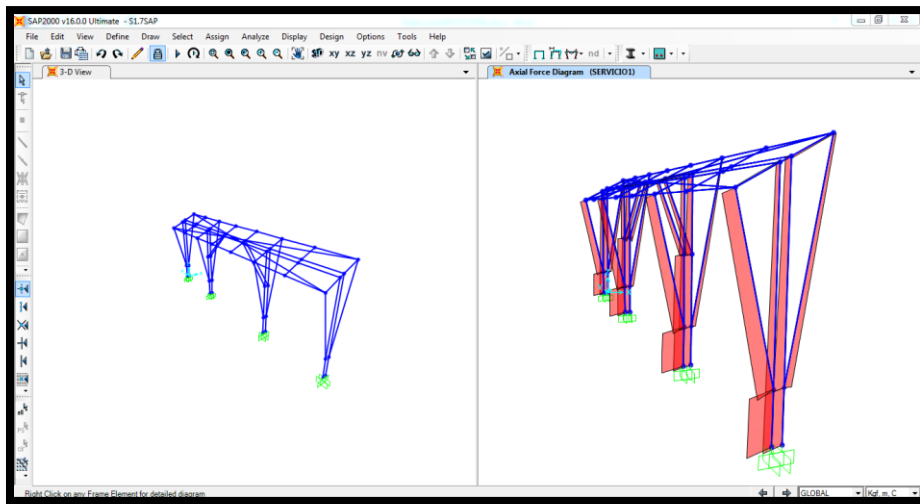 SAP2000 v16.0.0 Ultimate - S1.7SAP
File Edit View Define Draw Select Assign Analyze Display Design Options Tools Help
xy xz yz nv nd
3-D View
Axial Force Diagram (SERVICIO1)
Right Click on any Frame Element for detailed diagram
GLOBAL
Kgf, m, C